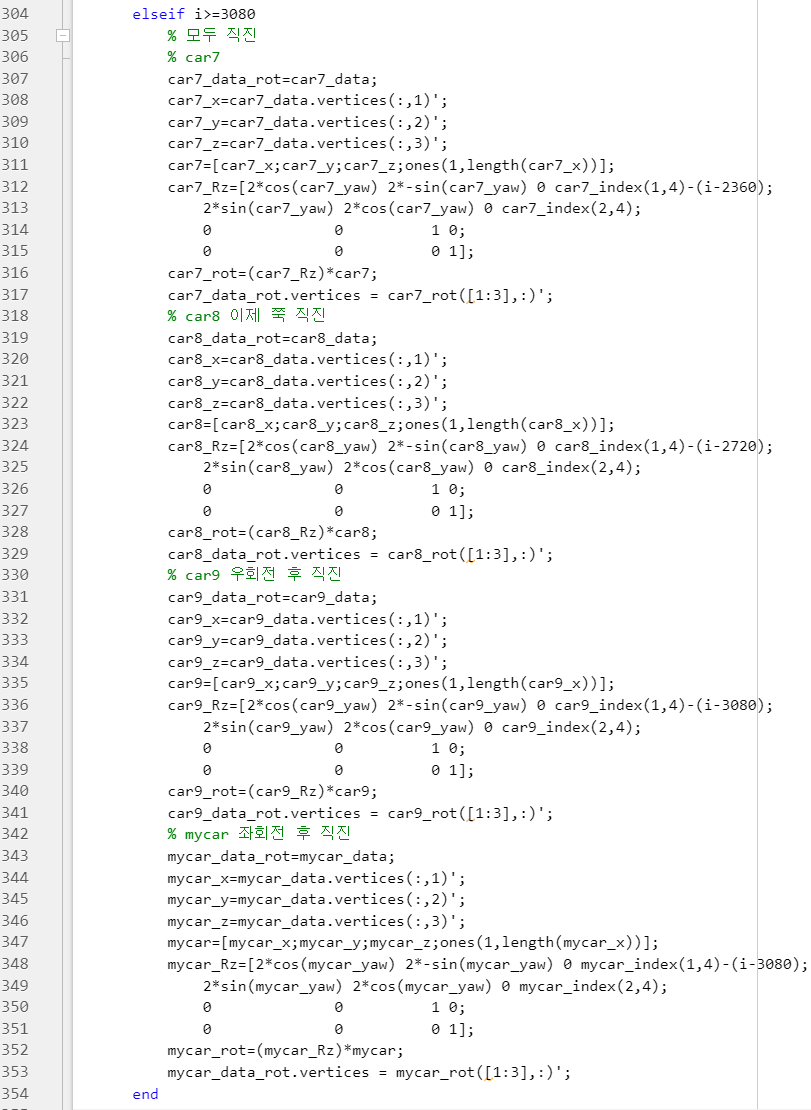 304 elseif i>=3080
305 % 모두 직진
306 % car7
307 car7_data_rot=car7_data;
308 car7_x=car7_data.vertices(:,1)';
309 car7_y=car7_data.vertices(:,2)';
310 car7_z=car7_data.vertices(:,3)';
311 car7=[car7_x;car7_y;car7_z;ones(1,length(car7_x))];
312 car7_Rz=[2*cos(car7_yaw) 2*-sin(car7_yaw) 0 car7_index(1,4)-(i-2360);
313 2*sin(car7_yaw) 2*cos(car7_yaw) 0 car7_index(2,4);
314 0 0 1 0;
315 0 0 0 1];
316 car7_rot=(car7_Rz)*car7;
317 car7_data_rot.vertices = car7_rot([1:3],:)';
318 % car8 이제 쭉 직진
319 car8_data_rot=car8_data;
320 car8_x=car8_data.vertices(:,1)';
321 car8_y=car8_data.vertices(:,2)';
322 car8_z=car8_data.vertices(:,3)';
323 car8=[car8_x;car8_y;car8_z;ones(1,length(car8_x))];
324 car8_Rz=[2*cos(car8_yaw) 2*-sin(car8_yaw) 0 car8_index(1,4)-(i-2720);
325 2*sin(car8_yaw) 2*cos(car8_yaw) 0 car8_index(2,4);
326 0 0 1 0;
327 0 0 0 1];
328 car8_rot=(car8_Rz)*car8;
329 car8_data_rot.vertices = car8_rot([1:3],:)';
330 % car9 우회전 후 직진
331 car9_data_rot=car9_data;
332 car9_x=car9_data.vertices(:,1)';
333 car9_y=car9_data.vertices(:,2)';
334 car9_z=car9_data.vertices(:,3)';
335 car9=[car9_x;car9_y;car9_z;ones(1,length(car9_x))];
336 car9_Rz=[2*cos(car9_yaw) 2*-sin(car9_yaw) 0 car9_index(1,4)-(i-3080);
337 2*sin(car9_yaw) 2*cos(car9_yaw) 0 car9_index(2,4);
338 0 0 1 0;
339 0 0 0 1];
340 car9_rot=(car9_Rz)*car9;
341 car9_data_rot.vertices = car9_rot([1:3],:)';
342 % mycar 좌회전 후 직진
343 mycar_data_rot=mycar_data;
344 mycar_x=mycar_data.vertices(:,1)';
345 mycar_y=mycar_data.vertices(:,2)';
346 mycar_z=mycar_data.vertices(:,3)';
347 mycar=[mycar_x;mycar_y;mycar_z;ones(1,length(mycar_x))];
348 mycar_Rz=[2*cos(mycar_yaw) 2*-sin(mycar_yaw) 0 mycar_index(1,4)-(i-3080);
349 2*sin(mycar_yaw) 2*cos(mycar_yaw) 0 mycar_index(2,4);
350 0 0 1 0;
351 0 0 0 1];
352 mycar_rot=(mycar_Rz)*mycar;
353 mycar_data_rot.vertices = mycar_rot([1:3],:)';
354 end